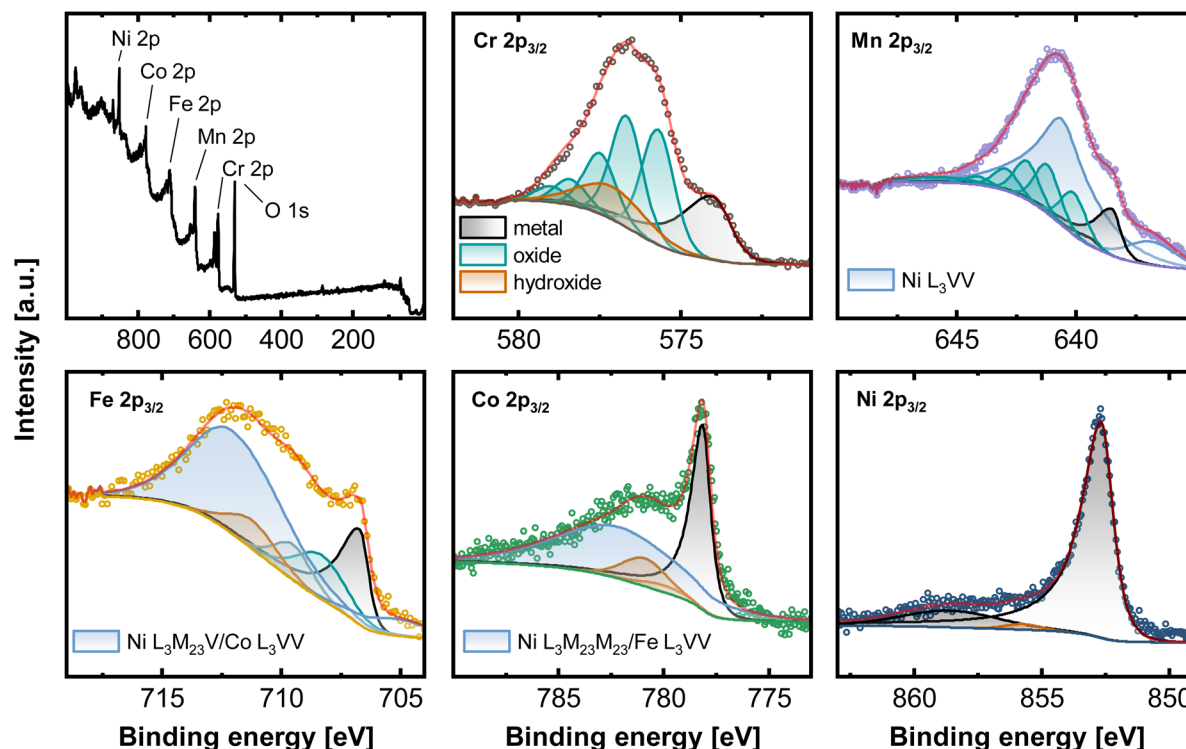 Intensity [a.u.]
Ni 2p
Co 2p
Fe 2p
Mn 2p
Cr 2p
O 1s
800 600 400 200
Cr 2p3/2
metal
oxide
hydroxide
580 575
Mn 2p3/2
Ni L3VV
645 640
Fe 2p3/2
Ni L3M23V/Co L3VV
715 710 705
Binding energy [eV]
Co 2p3/2
Ni L3M23M23/Fe L3VV
785 780 775
Binding energy [eV]
Ni 2p3/2
860 855 850
Binding energy [eV]